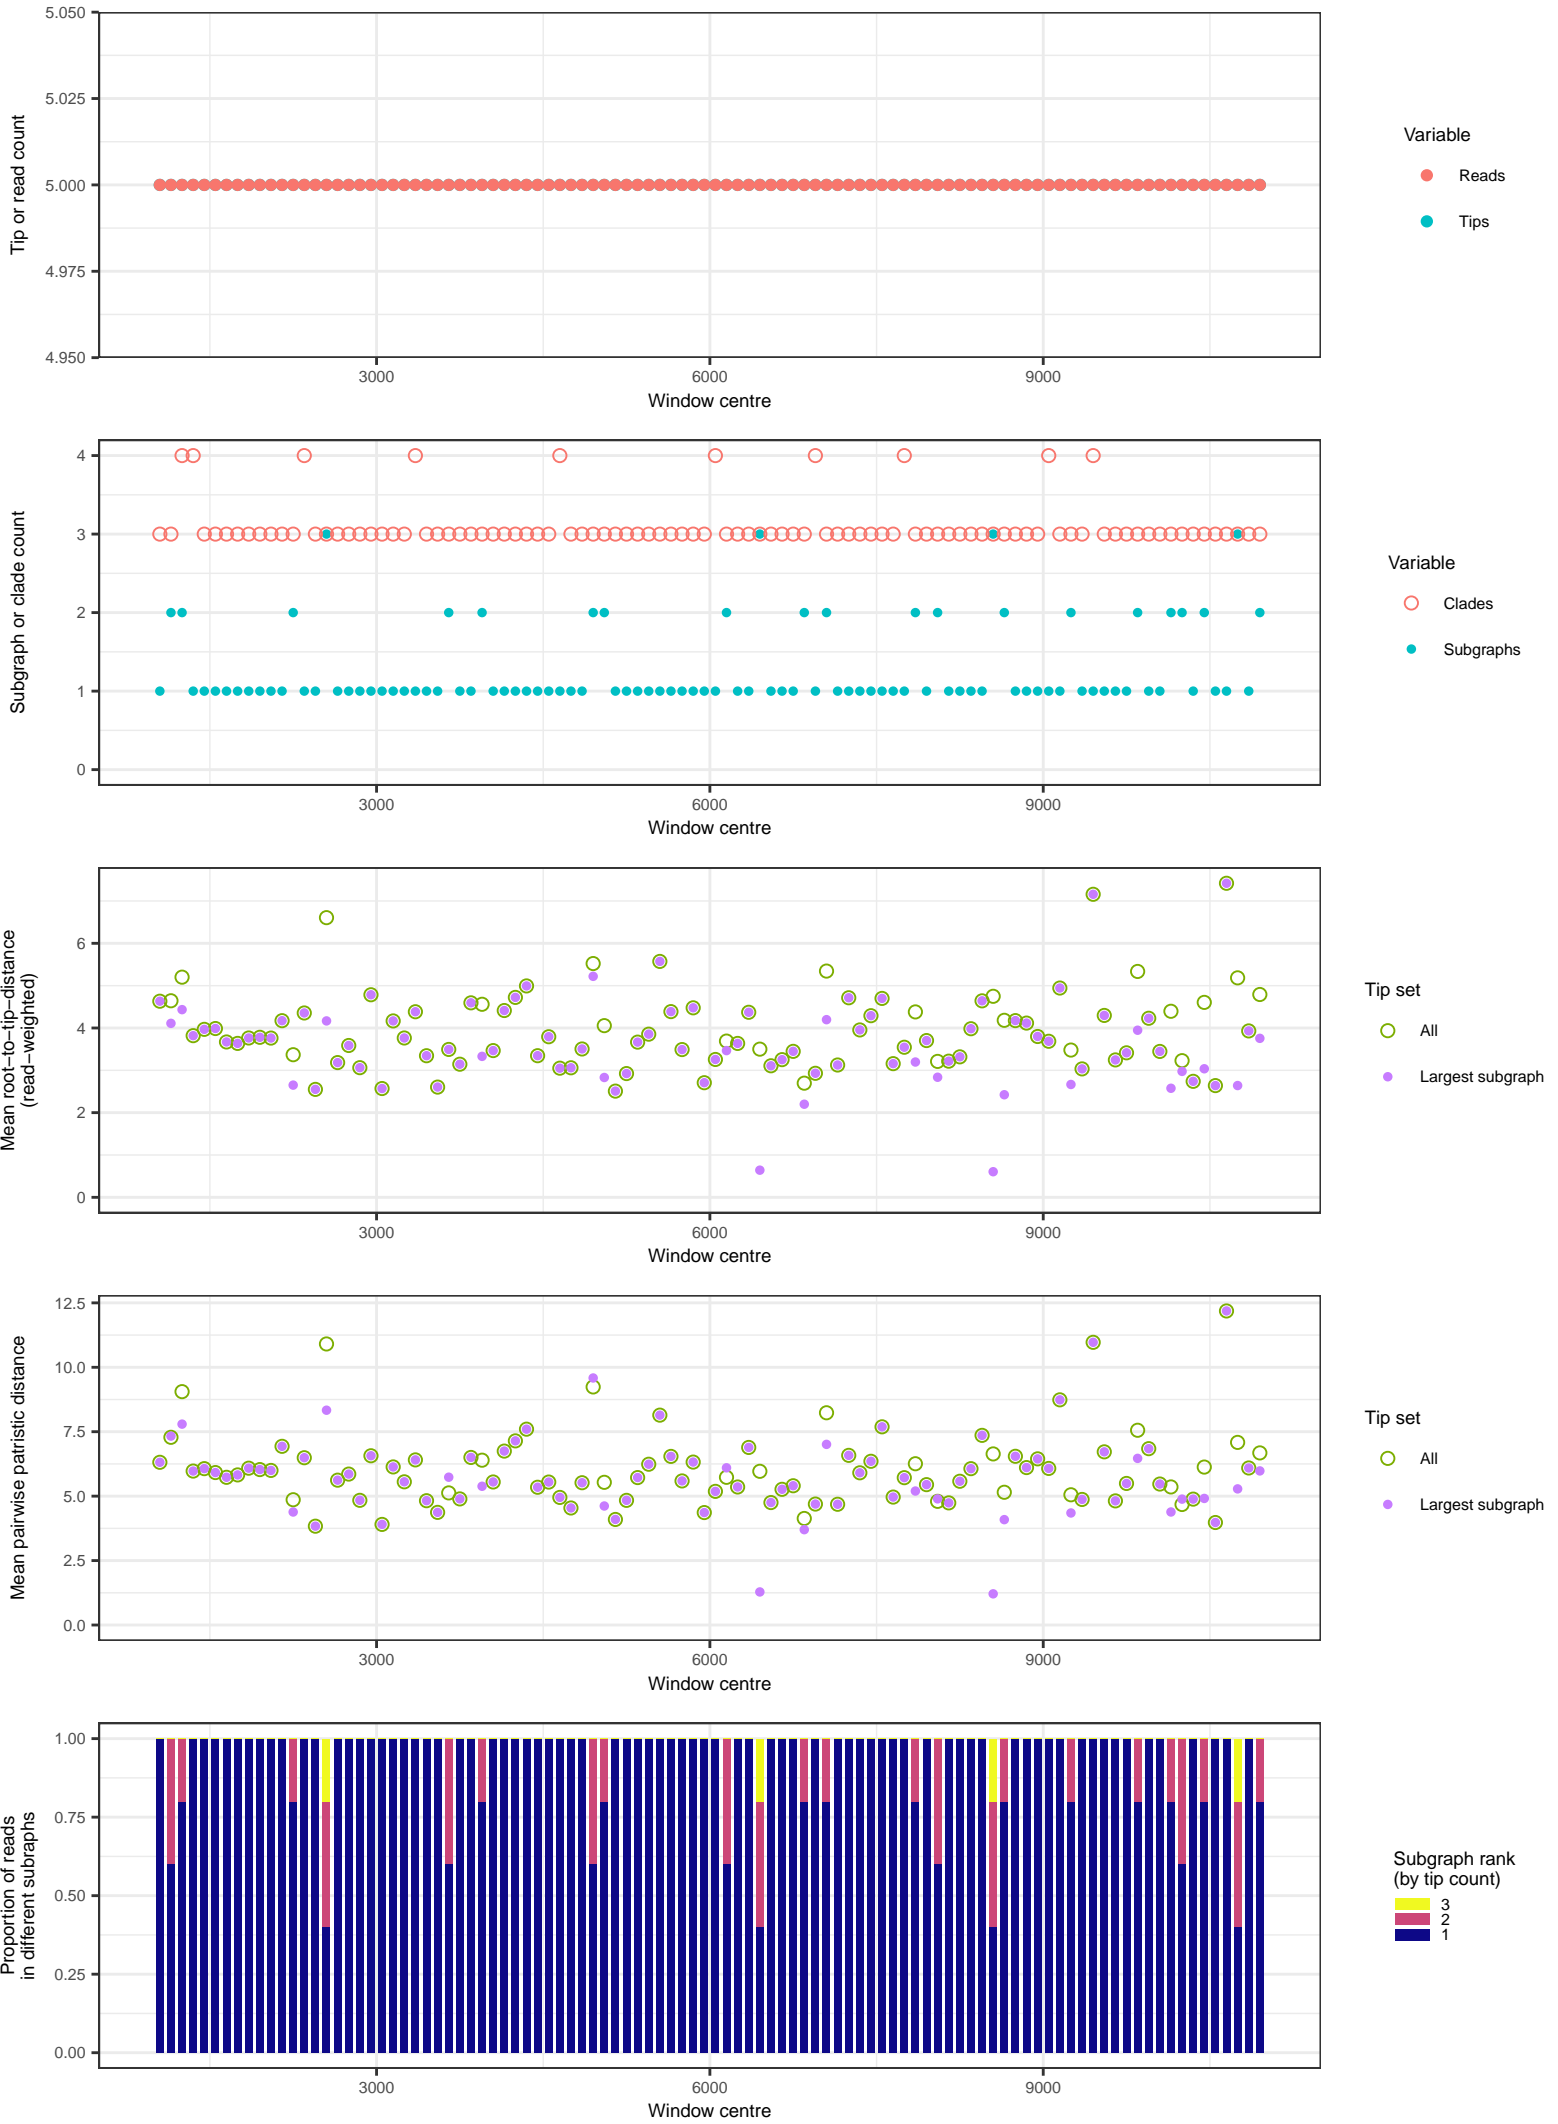 5.050
5.025
5.000
4.975
4.950
Tip or read count
3000 6000 9000
Window centre
Variable
Reads
Tips
4
3
2
1
0
Subgraph or clade count
3000 6000 9000
Window centre
Variable
Clades
Subgraphs
6
4
2
0
Mean root−to−tip−distance
(read−weighted)
3000 6000 9000
Window centre
Tip set
All
Largest subgraph
12.5
10.0
7.5
5.0
2.5
0.0
Mean pairwise patristic distance
3000 6000 9000
Window centre
Tip set
All
Largest subgraph
1.00
0.75
0.50
0.25
0.00
Proportion of reads
in different subraphs
3000 6000 9000
Window centre
Subgraph rank
(by tip count)
3
2
1